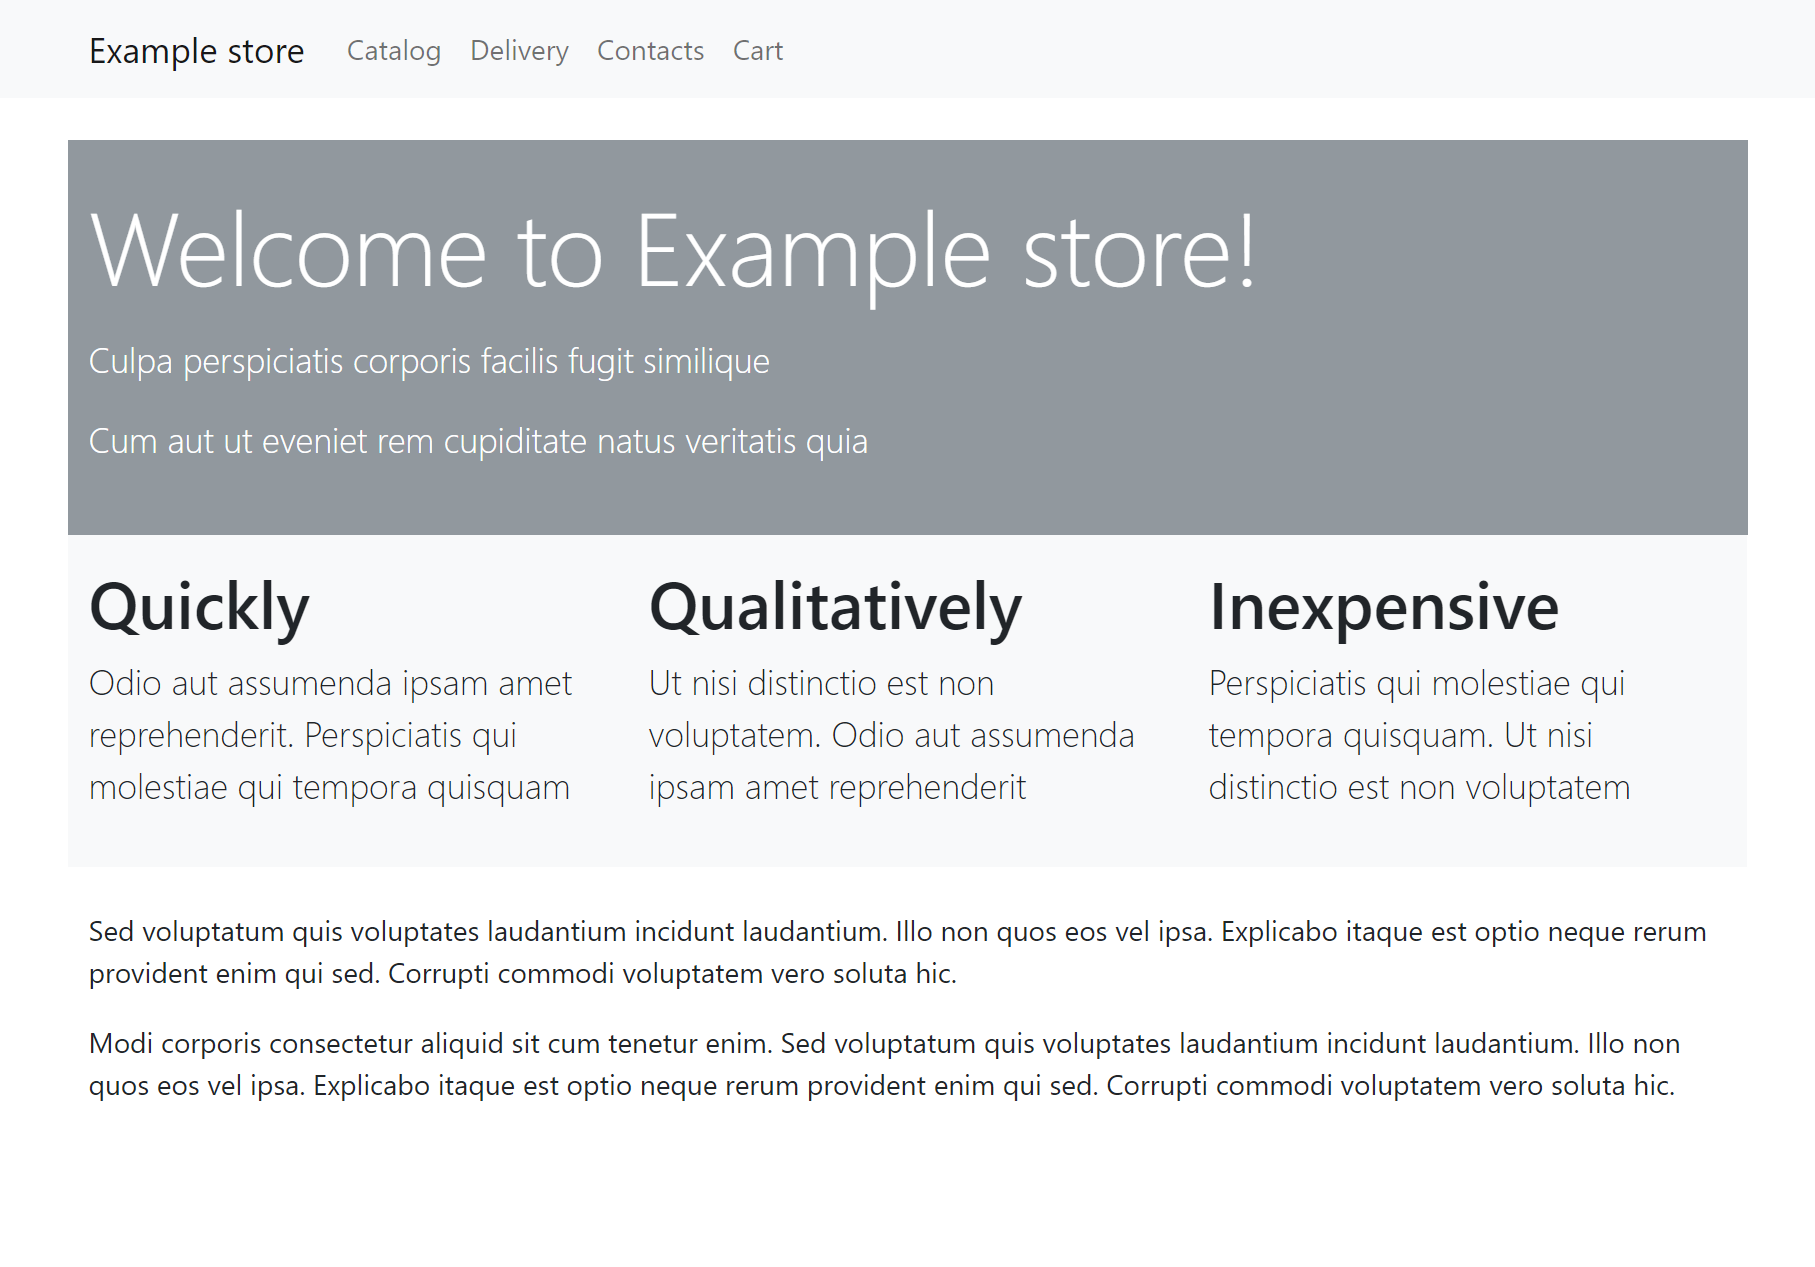 Example store Catalog Delivery Contacts Cart
Welcome to Example store!
Culpa perspiciatis corporis facilis fugit similique
Cum aut ut eveniet rem cupiditate natus veritatis quia
Quickly
Odio aut assumenda ipsam amet
reprehenderit. Perspiciatis qui
molestiae qui tempora quisquam
Qualitatively
Ut nisi distinctio est non
voluptatem. Odio aut assumenda
ipsam amet reprehenderit
Inexpensive
Perspiciatis qui molestiae qui
tempora quisquam. Ut nisi
distinctio est non voluptatem
Sed voluptatum quis voluptates laudantium incidunt laudantium. Illo non quos eos vel ipsa. Explicabo itaque est optio neque rerum
provident enim qui sed. Corrupti commodi voluptatem vero soluta hic.
Modi corporis consectetur aliquid sit cum tenetur enim. Sed voluptatum quis voluptates laudantium incidunt laudantium. Illo non
quos eos vel ipsa. Explicabo itaque est optio neque rerum provident enim qui sed. Corrupti commodi voluptatem vero soluta hic.